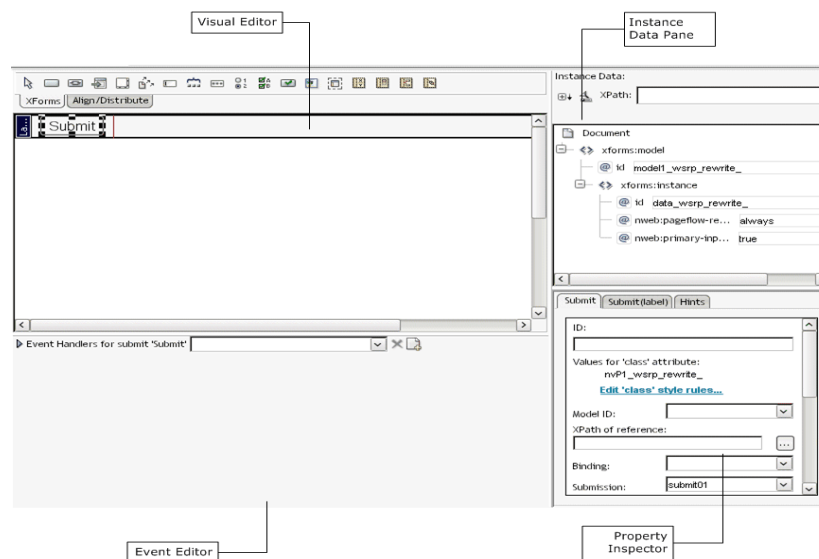 Visual Editor
Instance
Data Pane
Instance Data:
XPath:
XForms
Align/Distribute
La...
Submit
Document
xforms:model
id model1_wsrp_rewrite_
xforms:instance
id data_wsrp_rewrite_
nweb:pageflow-re... always
nweb:primary-inp... true
Event Handlers for submit 'Submit'
Submit
Submit(label)
Hints
ID:
Values for 'class' attribute:
nvP1_wsrp_rewrite_
Edit 'class' style rules...
Model ID:
XPath of reference:
...
Binding:
Submission: submit01
Event Editor
Property
Inspector